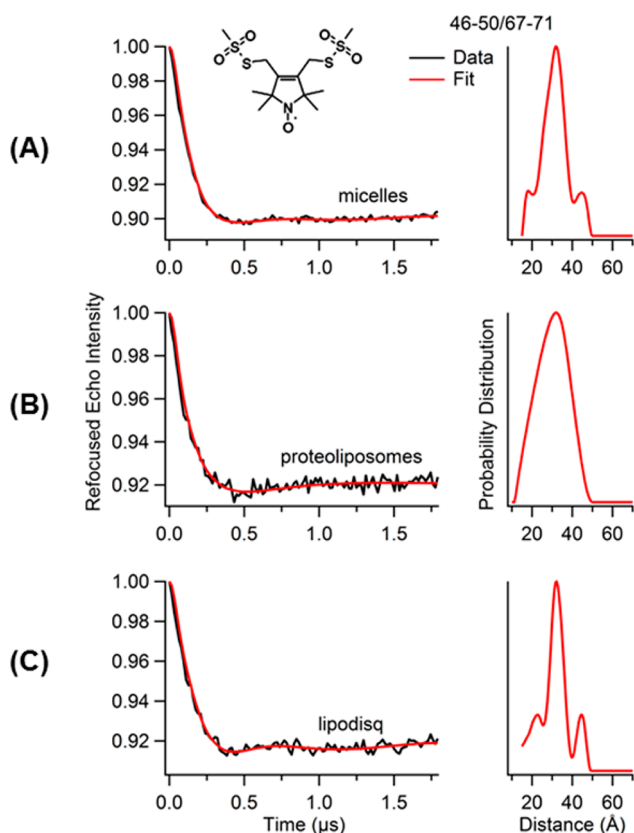 46-50/67-71
(A)
1.00
0.98
0.96
0.94
0.92
0.90
O
O
S
S
O
S
S
O
N
O
Data
Fit
micelles
0.0
0.5
1.0
1.5
20
40
60
(B)
Refocused Echo Intensity
1.00
0.98
0.96
0.94
0.92
proteoliposomes
0.0
0.5
1.0
1.5
Probability Distribution
20
40
60
(C)
1.00
0.98
0.96
0.94
0.92
lipodisq
0.0
0.5
1.0
1.5
Time (µs)
20
40
60
Distance (Å)